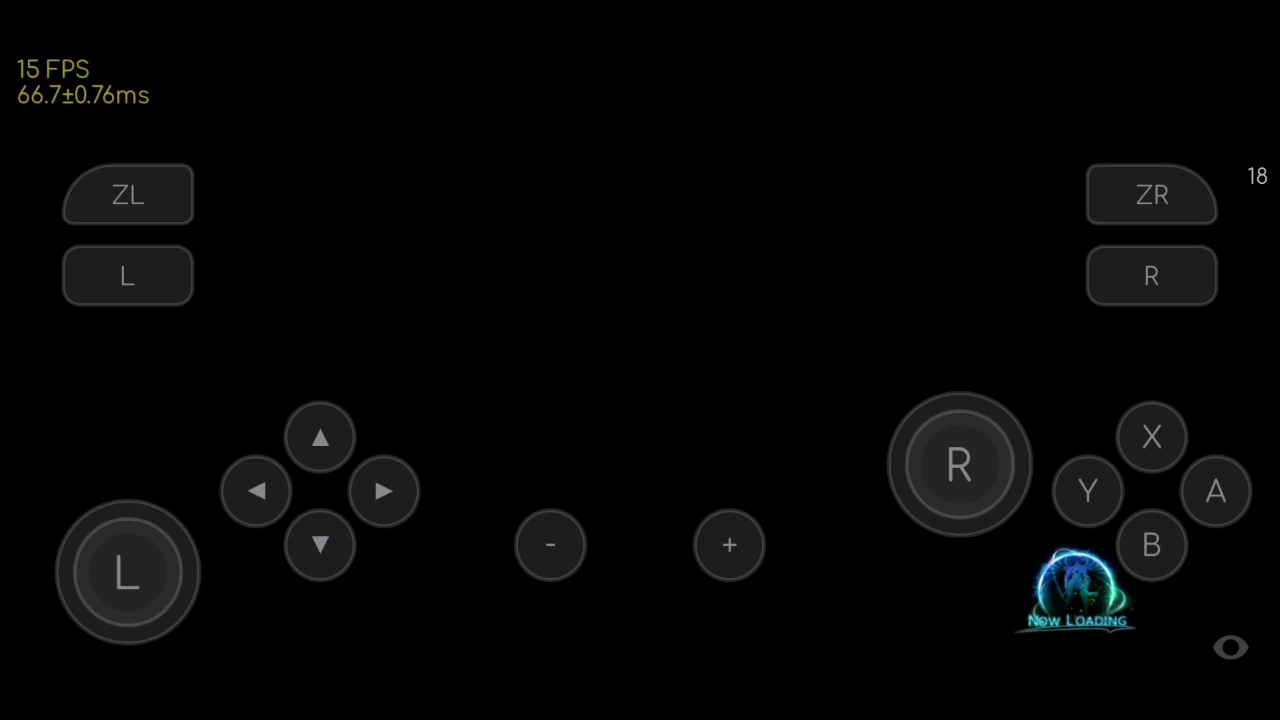 15 FPS
66.7±0.76ms
18
ZL
ZR
L
R
X
R
Y
A
-
+
B
L
Now Loading